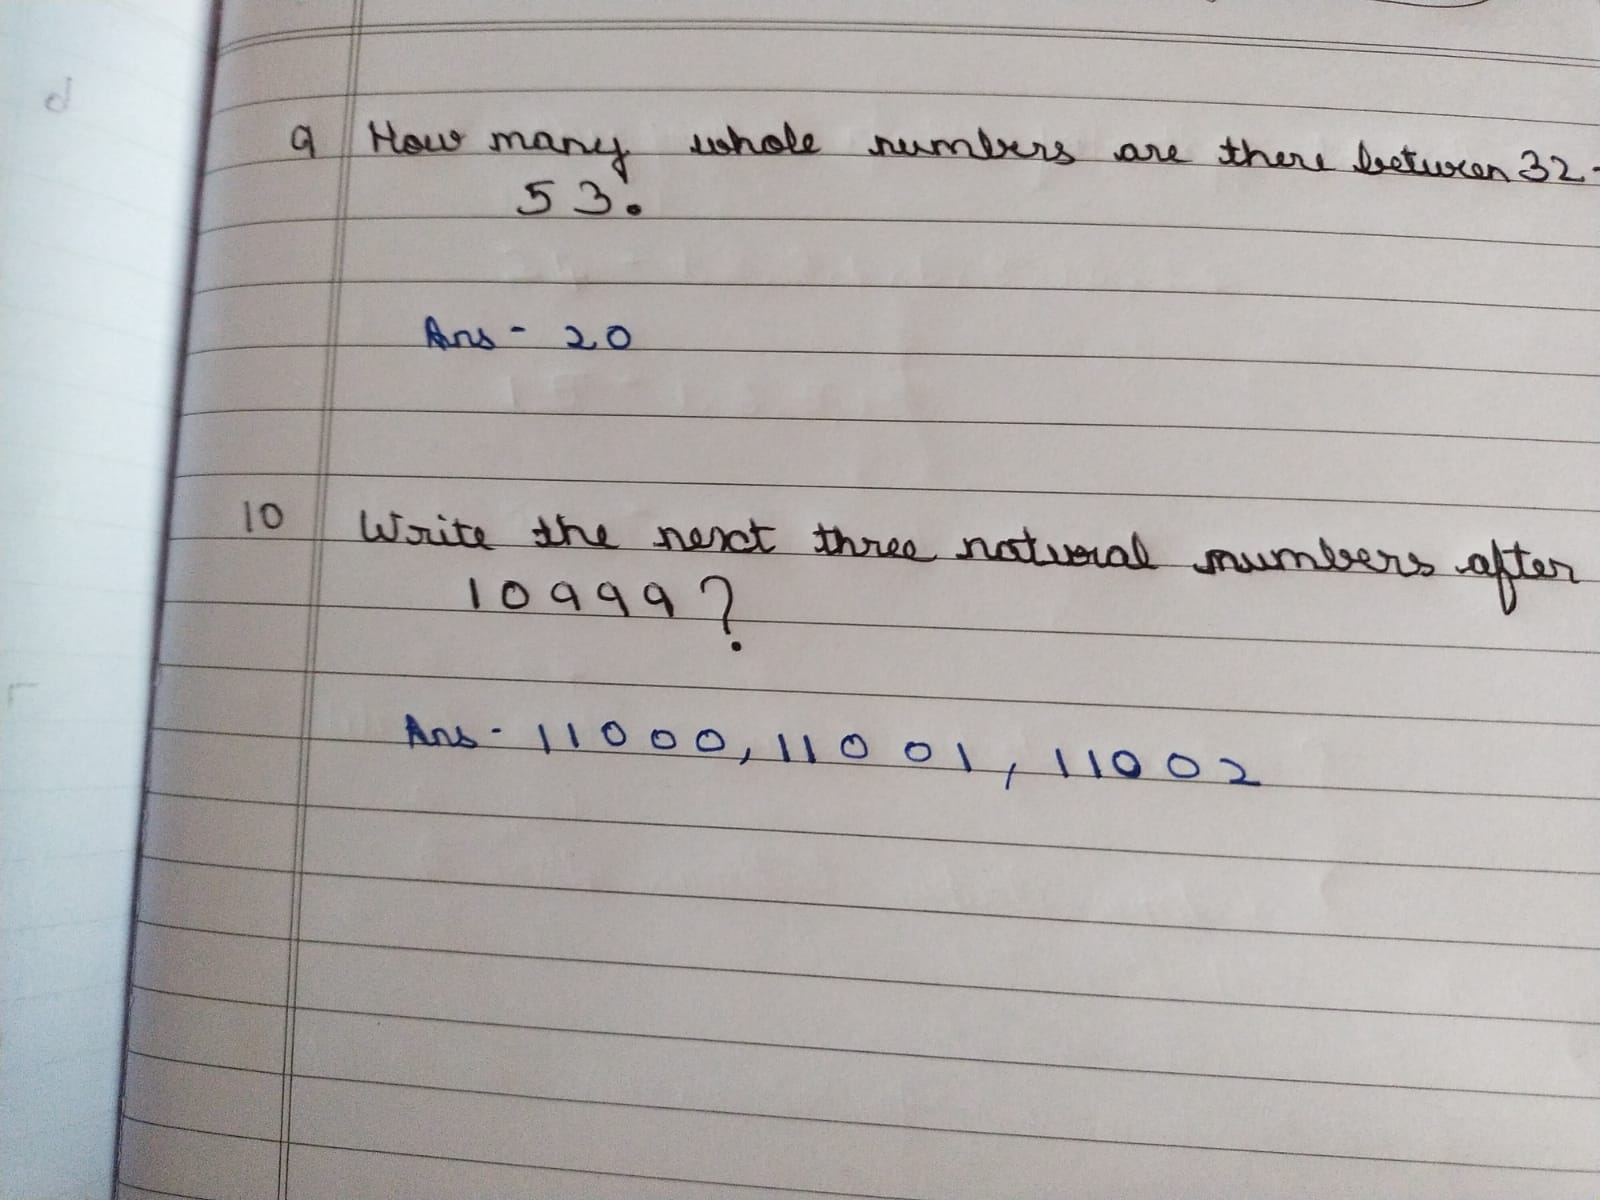 9 How many whole numbers are there between 32-
53.
Ans - 20
10 Write the next three natural numbers after
10999?
Ans - 11000, 11001, 11002